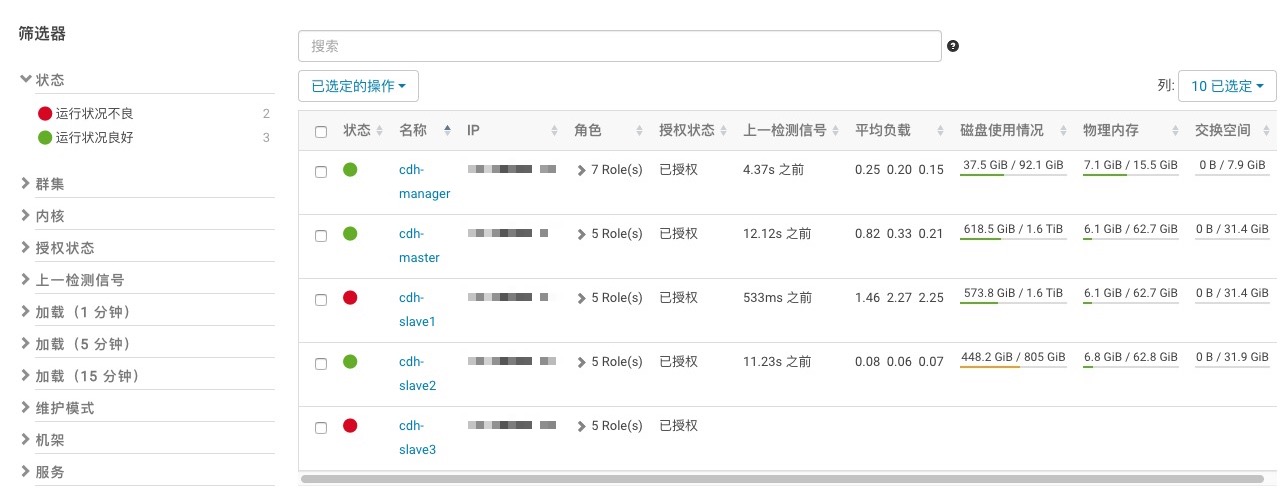 筛选器
状态
运行状况不良 2
运行状况良好 3
群集
内核
授权状态
上一检测信号
加载（1 分钟）
加载（5 分钟）
加载（15 分钟）
维护模式
机架
服务
搜索
?
已选定的操作
列: 10 已选定
状态 名称 IP 角色 授权状态 上一检测信号 平均负载 磁盘使用情况 物理内存 交换空间
cdh- 7 Role(s) 已授权 4.37s 之前 0.25 0.20 0.15 37.5 GiB / 92.1 GiB 7.1 GiB / 15.5 GiB 0 B / 7.9 GiB
manager
cdh- 5 Role(s) 已授权 12.12s 之前 0.82 0.33 0.21 618.5 GiB / 1.6 TiB 6.1 GiB / 62.7 GiB 0 B / 31.4 GiB
master
cdh- 5 Role(s) 已授权 533ms 之前 1.46 2.27 2.25 573.8 GiB / 1.6 TiB 6.1 GiB / 62.7 GiB 0 B / 31.4 GiB
slave1
cdh- 5 Role(s) 已授权 11.23s 之前 0.08 0.06 0.07 448.2 GiB / 805 GiB 6.8 GiB / 62.8 GiB 0 B / 31.9 GiB
slave2
cdh- 5 Role(s) 已授权
slave3